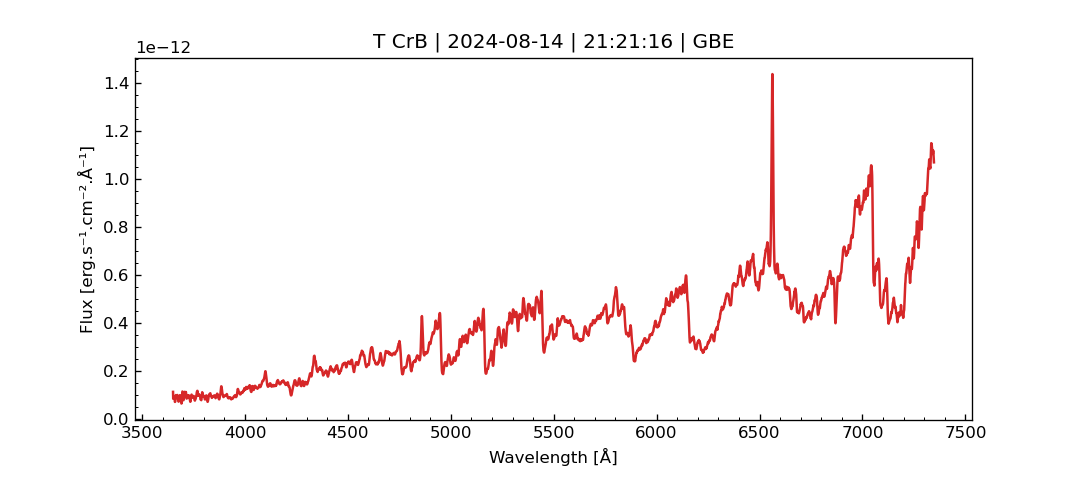 T CrB | 2024-08-14 | 21:21:16 | GBE
1e−12
1.4
1.2
1.0
0.8
0.6
0.4
0.2
0.0
Flux [erg.s⁻¹.cm⁻².Å⁻¹]
3500 4000 4500 5000 5500 6000 6500 7000 7500
Wavelength [Å]